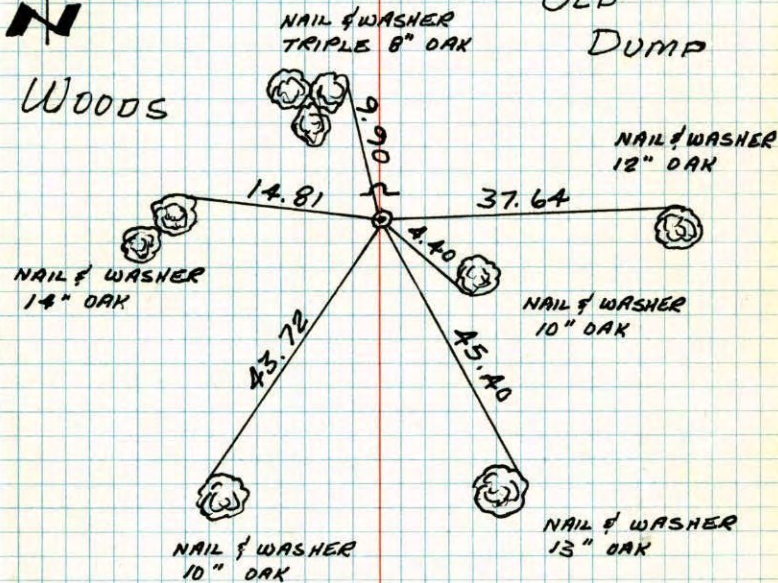 N
NAIL & WASHER
TRIPLE 8" OAK
OLD
DUMP
WOODS
9.90
NAIL & WASHER
12" OAK
14.81
37.64
4.40
NAIL & WASHER
14" OAK
NAIL & WASHER
10" OAK
43.72
45.40
NAIL & WASHER
13" OAK
NAIL & WASHER
10" OAK